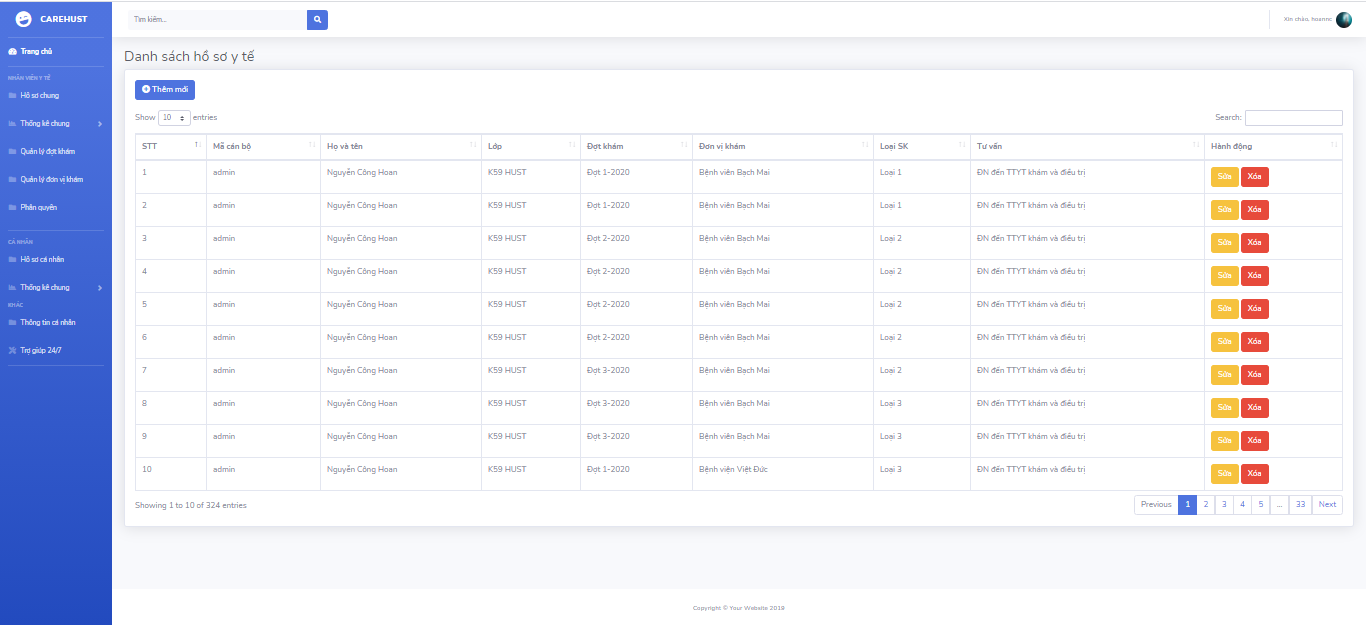 CAREHUST
Tìm kiếm...
Xin chào, hoannc
Trang chủ
NHÂN VIÊN Y TẾ
Hồ sơ chung
Thống kê chung
Quản lý đợt khám
Quản lý đơn vị khám
Phân quyền
CÁ NHÂN
Hồ sơ cá nhân
Thống kê chung
KHÁC
Thông tin cá nhân
Trợ giúp 24/7
Danh sách hồ sơ y tế
Thêm mới
Show 10 entries
Search:
STT Mã cán bộ Họ và tên Lớp Đợt khám Đơn vị khám Loại SK Tư vấn Hành động
1 admin Nguyễn Công Hoan K59 HUST Đợt 1-2020 Bệnh viện Bạch Mai Loại 1 ĐN đến TTYT khám và điều trị Sửa Xóa
2 admin Nguyễn Công Hoan K59 HUST Đợt 1-2020 Bệnh viện Bạch Mai Loại 1 ĐN đến TTYT khám và điều trị Sửa Xóa
3 admin Nguyễn Công Hoan K59 HUST Đợt 2-2020 Bệnh viện Bạch Mai Loại 2 ĐN đến TTYT khám và điều trị Sửa Xóa
4 admin Nguyễn Công Hoan K59 HUST Đợt 2-2020 Bệnh viện Bạch Mai Loại 2 ĐN đến TTYT khám và điều trị Sửa Xóa
5 admin Nguyễn Công Hoan K59 HUST Đợt 2-2020 Bệnh viện Bạch Mai Loại 2 ĐN đến TTYT khám và điều trị Sửa Xóa
6 admin Nguyễn Công Hoan K59 HUST Đợt 2-2020 Bệnh viện Bạch Mai Loại 2 ĐN đến TTYT khám và điều trị Sửa Xóa
7 admin Nguyễn Công Hoan K59 HUST Đợt 3-2020 Bệnh viện Bạch Mai Loại 2 ĐN đến TTYT khám và điều trị Sửa Xóa
8 admin Nguyễn Công Hoan K59 HUST Đợt 3-2020 Bệnh viện Bạch Mai Loại 3 ĐN đến TTYT khám và điều trị Sửa Xóa
9 admin Nguyễn Công Hoan K59 HUST Đợt 3-2020 Bệnh viện Bạch Mai Loại 3 ĐN đến TTYT khám và điều trị Sửa Xóa
10 admin Nguyễn Công Hoan K59 HUST Đợt 1-2020 Bệnh viện Việt Đức Loại 3 ĐN đến TTYT khám và điều trị Sửa Xóa
Showing 1 to 10 of 324 entries
Previous 1 2 3 4 5 ... 33 Next
Copyright © Your Website 2019